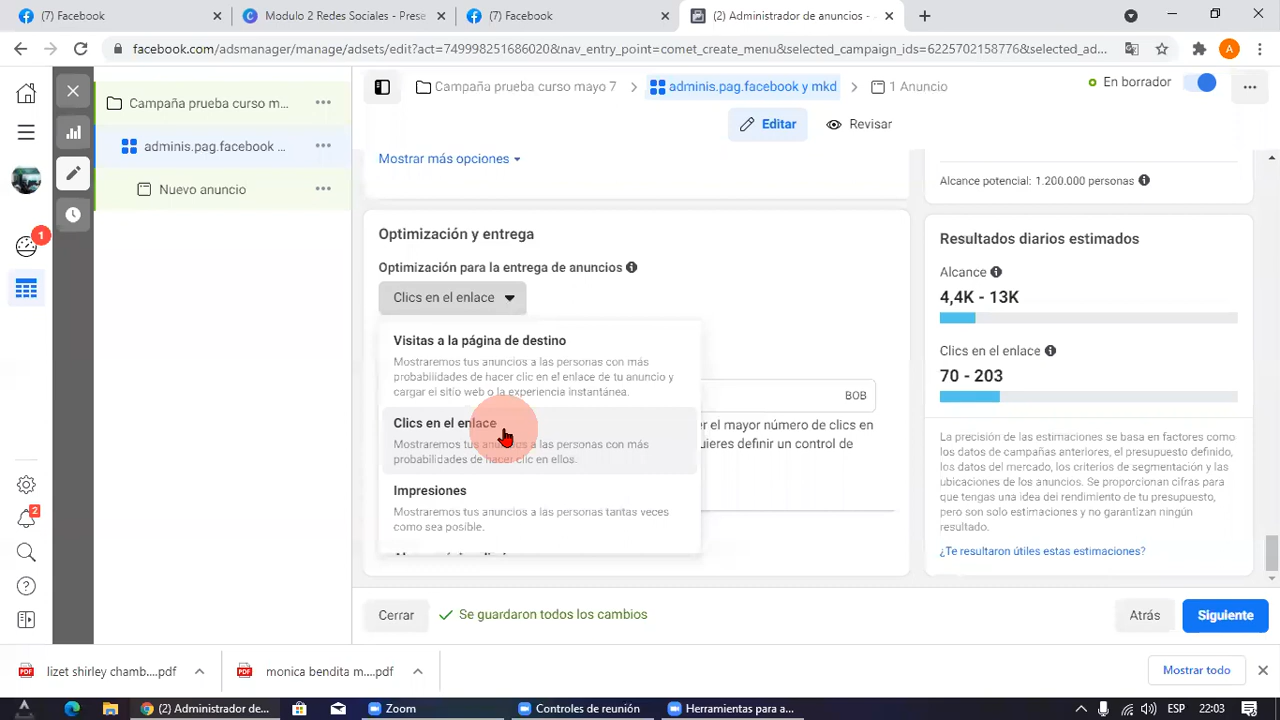 (7) Facebook
Modulo 2 Redes Sociales - Prese
(7) Facebook
(2) Administrador de anuncios -
A
facebook.com/adsmanager/manage/adsets/edit?act=749998251686020&nav_entry_point=comet_create_menu&selected_campaign_ids=6225702158776&selected_ad...
A
Campaña prueba curso m...
adminis.pag.facebook ...
Nuevo anuncio
1
2
Campaña prueba curso mayo 7
adminis.pag.facebook y mkd
1 Anuncio
En borrador
Editar
Revisar
Mostrar más opciones
Optimización y entrega
Optimización para la entrega de anuncios
Clics en el enlace
Visitas a la página de destino
Mostraremos tus anuncios a las personas con más
probabilidades de hacer clic en el enlace de tu anuncio y
cargar el sitio web o la experiencia instantánea.
Clics en el enlace
Mostraremos tus anuncios a las personas con más
probabilidades de hacer clic en ellos.
Impresiones
Mostraremos tus anuncios a las personas tantas veces
como sea posible.
BOB
er el mayor número de clics en
quieres definir un control de
Alcance potencial: 1.200.000 personas
Resultados diarios estimados
Alcance
4,4K - 13K
Clics en el enlace
70 - 203
La precisión de las estimaciones se basa en factores como
los datos de campañas anteriores, el presupuesto definido,
los datos del mercado, los criterios de segmentación y las
ubicaciones de los anuncios. Se proporcionan cifras para
que tengas una idea del rendimiento de tu presupuesto,
pero son solo estimaciones y no garantizan ningún
resultado.
¿Te resultaron útiles estas estimaciones?
Cerrar
Se guardaron todos los cambios
Atrás
Siguiente
lizet shirley chamb....pdf
monica bendita m....pdf
Mostrar todo
(2) Administrador de...
Zoom
Controles de reunión
Herramientas para a...
ESP
22:03